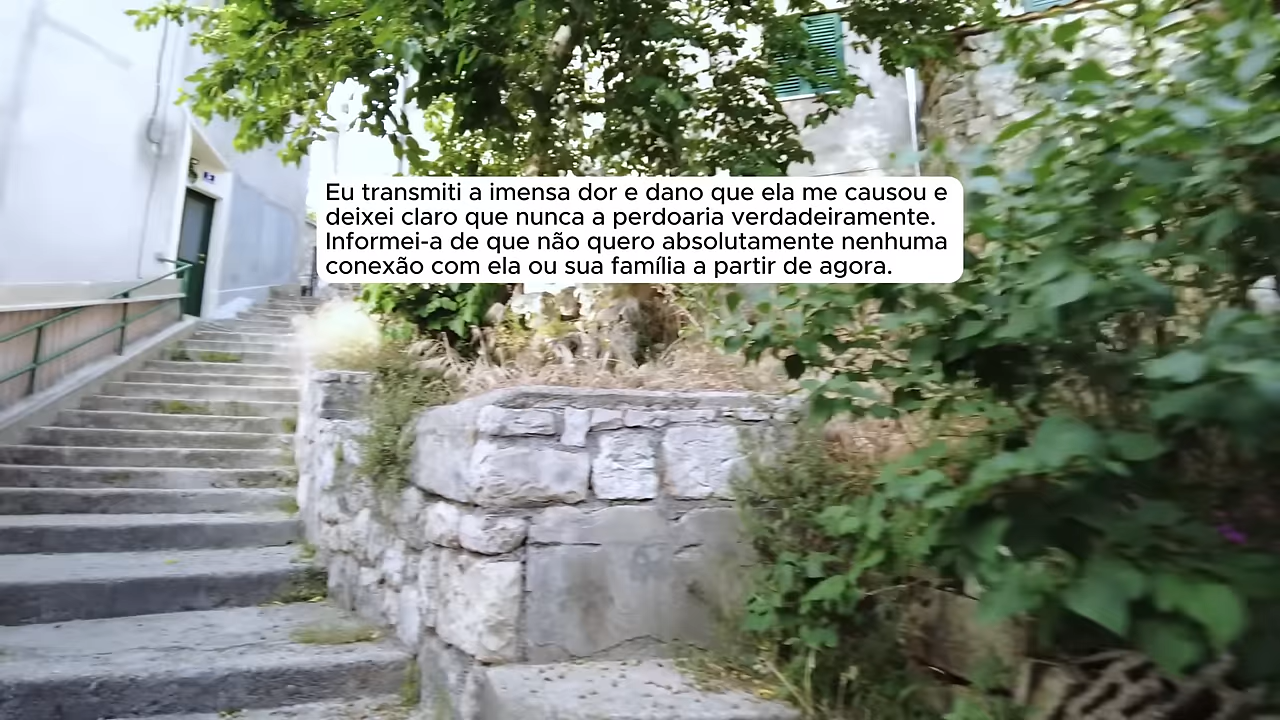 Eu transmiti a imensa dor e dano que ela me causou e
deixei claro que nunca a perdoaria verdadeiramente.
Informei-a de que não quero absolutamente nenhuma
conexão com ela ou sua família a partir de agora.